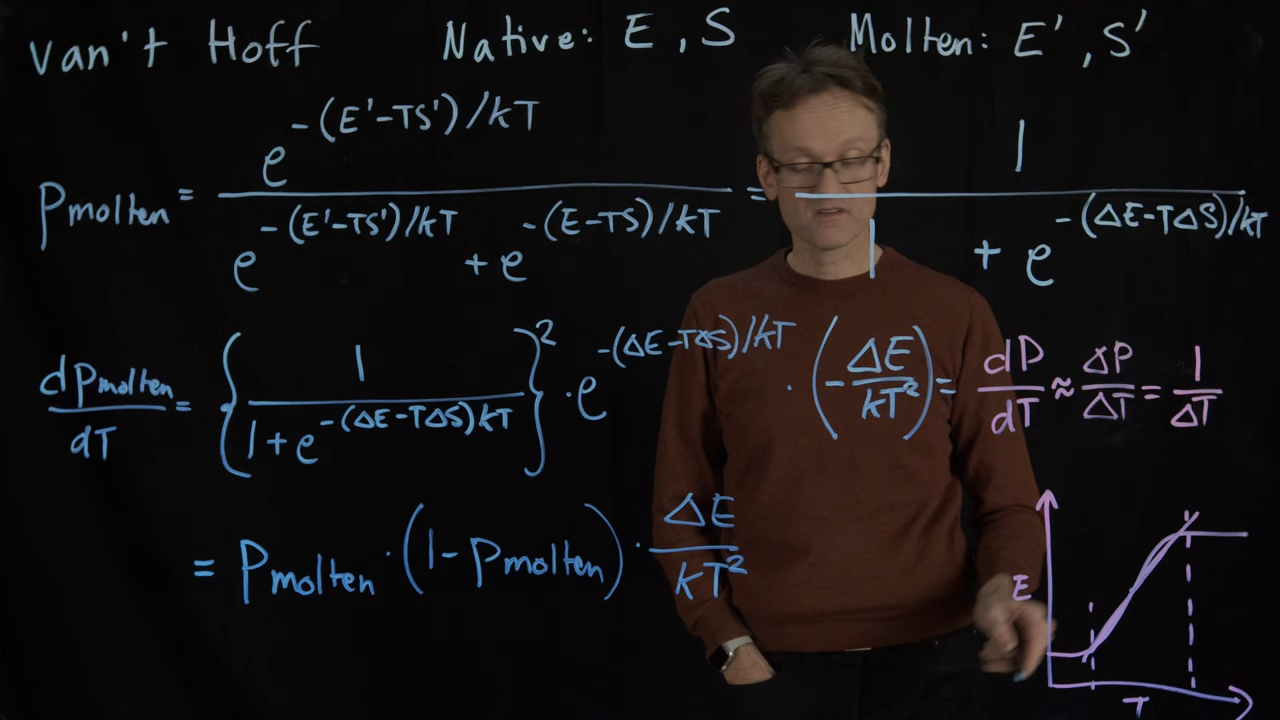 van't Hoff Native: E, S Molten: E', S'
Pmolten = e^-(E'-TS')/kT / e^-(E'-TS')/kT + e^-(E-TS)/kT = 1 / 1 + e^-(ΔE-TΔS)/kT
dPmolten/dT = {1 / 1+e^-(ΔE-TΔS)kT}^2 · e^-(ΔE-TΔS)/kT · (-ΔE/kT^2) = dP/dT ≈ ΔP/ΔT = 1/ΔT
= Pmolten · (1 - Pmolten) · ΔE/kT^2
E
T